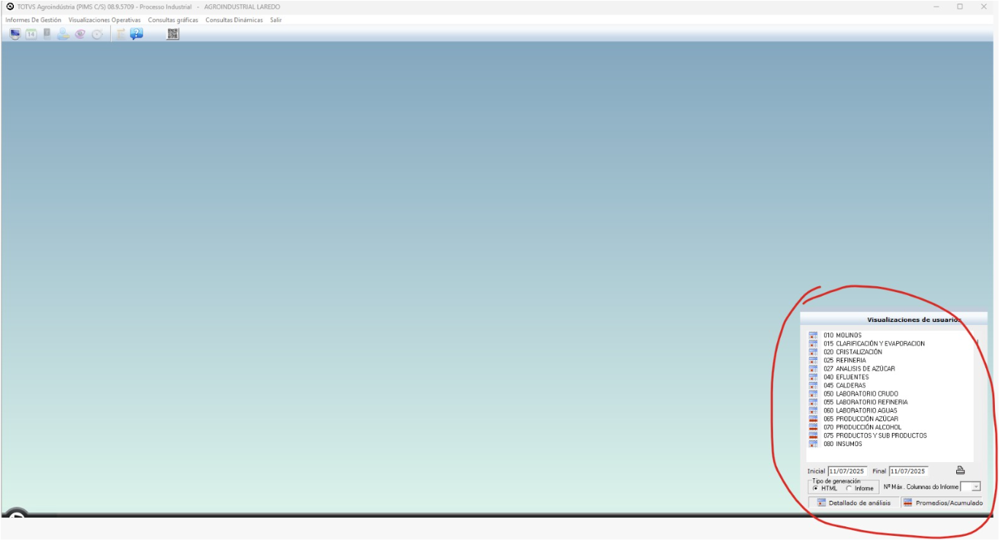 TOTVS Agroindústria (PIMS C/S) 08.9.5709 - Processo Industrial - AGROINDUSTRIAL LAREDO
Informes De Gestión Visualizaciones Operativas Consultas gráficas Consultas Dinámicas Salir
14
Visualizaciones de usuarios
010 MOLINOS
015 CLARIFICACIÓN Y EVAPORACION
020 CRISTALIZACIÓN
025 REFINERIA
027 ANALISIS DE AZÚCAR
040 EFLUENTES
045 CALDERAS
050 LABORATORIO CRUDO
055 LABORATORIO REFINERIA
060 LABORATORIO AGUAS
065 PRODUCCIÓN AZÚCAR
070 PRODUCCIÓN ALCOHOL
075 PRODUCTOS Y SUB PRODUCTOS
080 INSUMOS
Inicial 11/07/2025 Final 11/07/2025
Tipo de generación
HTML Informe Nº Máx . Columnas do Informe
Detallado de análisis Promedios/Acumulado